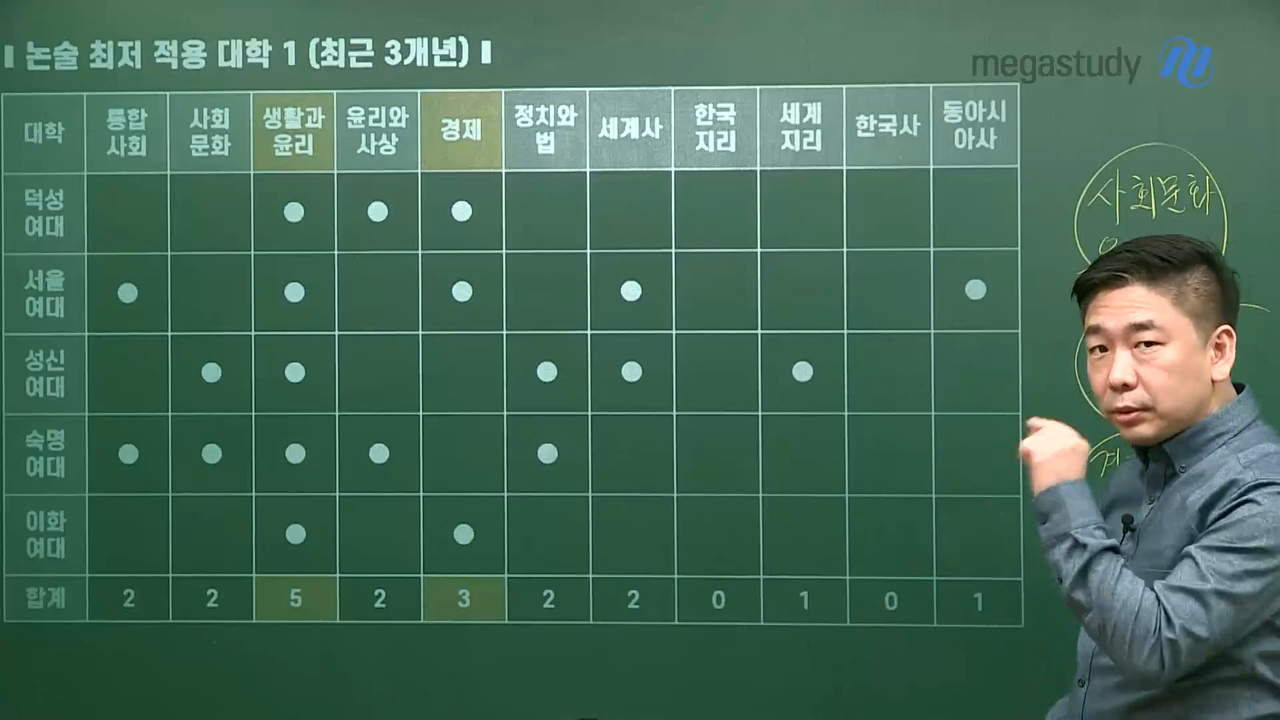 논술 최저 적용 대학 1 (최근 3개년)
megastudy
대학 통합 사회 사회 문화 생활과 윤리 윤리와 사상 경제 정치와 법 세계사 한국 지리 세계 지리 한국사 동아시 아사
덕성 여대 ● ● ●
서울 여대 ● ● ● ● ●
성신 여대 ● ● ● ● ●
숙명 여대 ● ● ● ● ●
이화 여대 ● ●
합계 2 2 5 2 3 2 2 0 1 0 1
사회문화